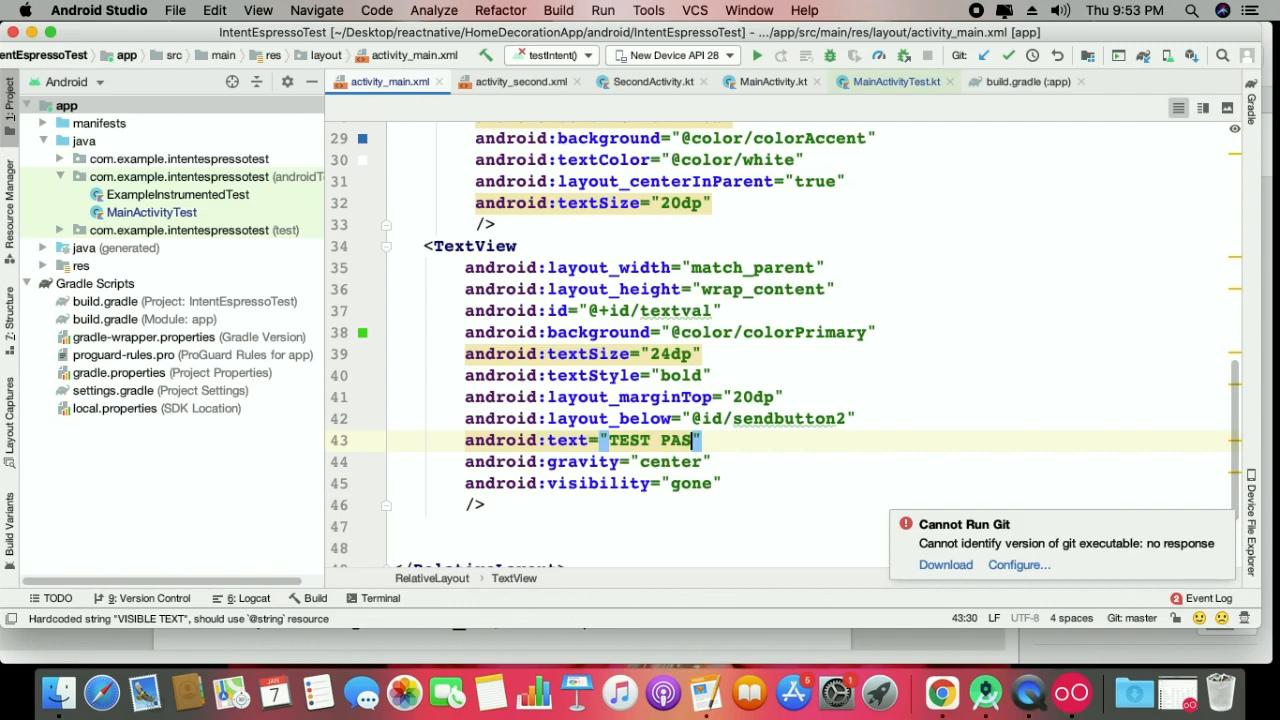 Android Studio File Edit View Navigate Code Analyze Refactor Build Run Tools VCS Window Help Thu 9:53 PM
IntentEspressoTest [~/Desktop/reactnative/HomeDecorationApp/android/IntentEspressoTest] - .../app/src/main/res/layout/activity_main.xml [app]
entEspressoTest app src main res layout activity_main.xml testIntent() New Device API 28 Git:
Android
activity_main.xml activity_second.xml SecondActivity.kt MainActivity.kt MainActivityTest.kt build.gradle (:app)
1: Project
Resource Manager
7: Structure
Layout Captures
Build Variants
app
manifests
java
com.example.intentespressotest
com.example.intentespressotest (androidT
ExampleInstrumentedTest
MainActivityTest
com.example.intentespressotest (test)
java (generated)
res
Gradle Scripts
build.gradle (Project: IntentEspressoTest)
build.gradle (Module: app)
gradle-wrapper.properties (Gradle Version)
proguard-rules.pro (ProGuard Rules for app)
gradle.properties (Project Properties)
settings.gradle (Project Settings)
local.properties (SDK Location)
29 android:background="@color/colorAccent"
30 android:textColor="@color/white"
31 android:layout_centerInParent="true"
32 android:textSize="20dp"
33 />
34 <TextView
35 android:layout_width="match_parent"
36 android:layout_height="wrap_content"
37 android:id="@+id/textval"
38 android:background="@color/colorPrimary"
39 android:textSize="24dp"
40 android:textStyle="bold"
41 android:layout_marginTop="20dp"
42 android:layout_below="@id/sendbutton2"
43 android:text="TEST PAS"
44 android:gravity="center"
45 android:visibility="gone"
46 />
47
48
</RelativeLayout>
Gradle
Device File Explorer
Cannot Run Git
Cannot identify version of git executable: no response
Download Configure...
RelativeLayout TextView
TODO 9: Version Control 6: Logcat Build Terminal 2 Event Log
Hardcoded string "VISIBLE TEXT", should use `@string` resource 43:30 LF UTF-8 4 spaces Git: master
JAN
7
5
1